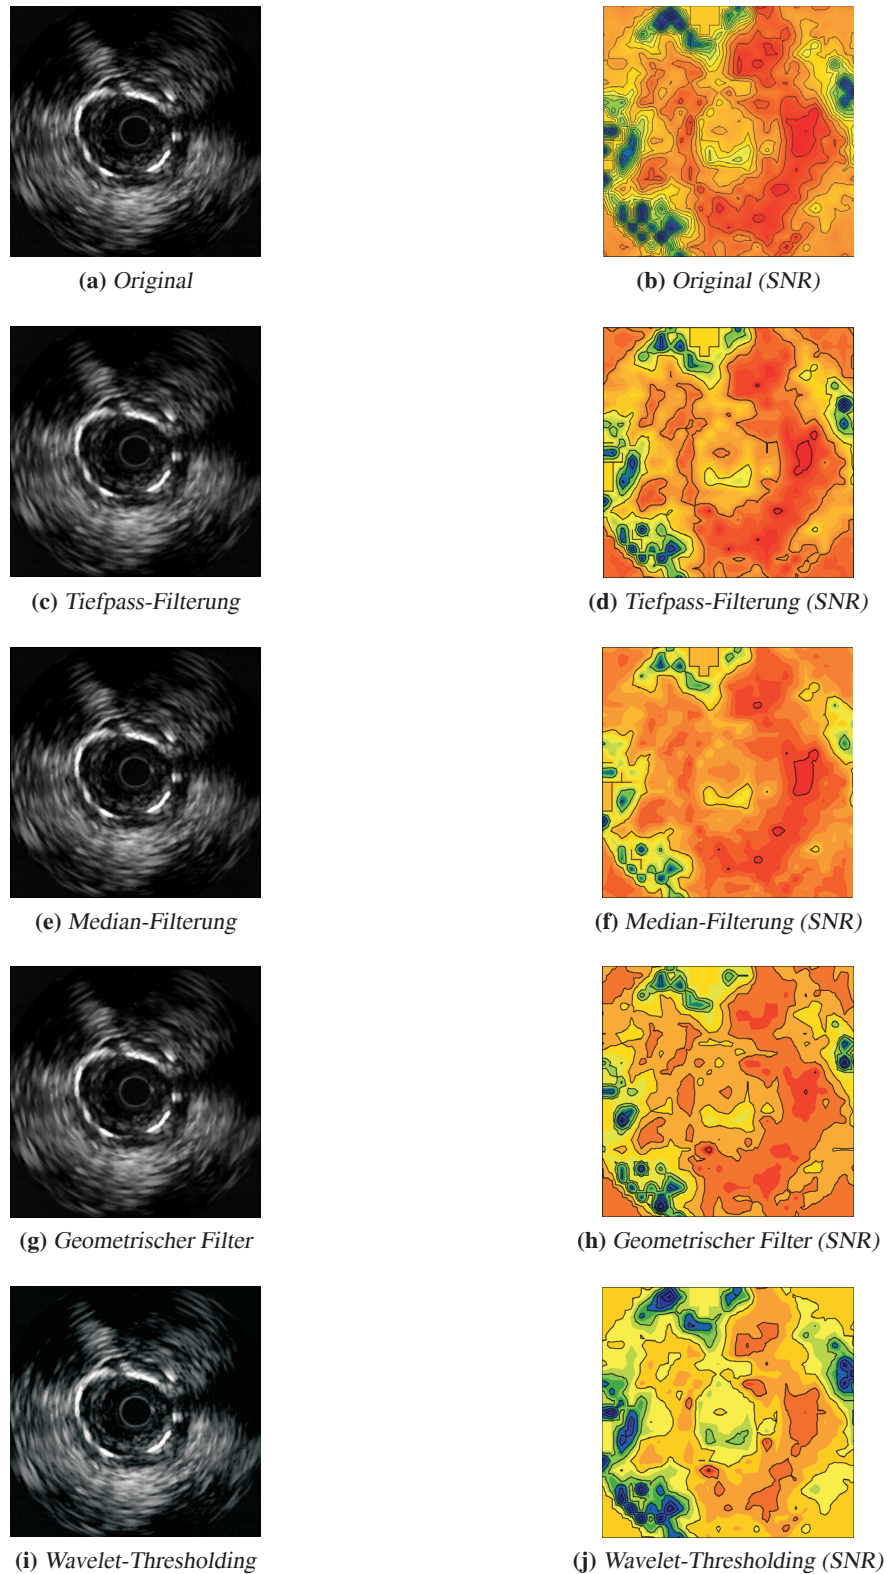 (a) Original
(b) Original (SNR)
(c) Tiefpass-Filterung
(d) Tiefpass-Filterung (SNR)
(e) Median-Filterung
(f) Median-Filterung (SNR)
(g) Geometrischer Filter
(h) Geometrischer Filter (SNR)
(i) Wavelet-Thresholding
(j) Wavelet-Thresholding (SNR)